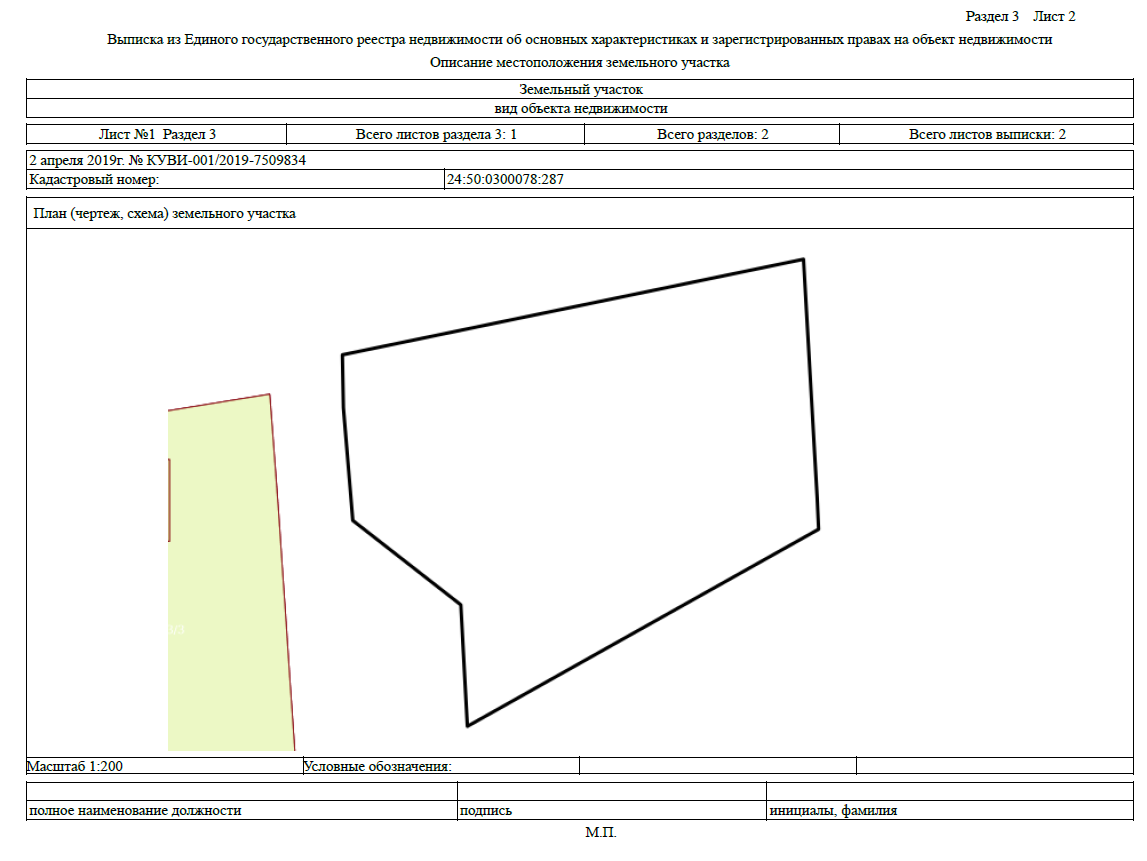 Раздел 3 Лист 2
Выписка из Единого государственного реестра недвижимости об основных характеристиках и зарегистрированных правах на объект недвижимости
Описание местоположения земельного участка
Земельный участок
вид объекта недвижимости
Лист №1 Раздел 3 Всего листов раздела 3: 1 Всего разделов: 2 Всего листов выписки: 2
2 апреля 2019г. № КУВИ-001/2019-7509834
Кадастровый номер: 24:50:0300078:287
План (чертеж, схема) земельного участка
Масштаб 1:200 Условные обозначения:
полное наименование должности подпись инициалы, фамилия
М.П.